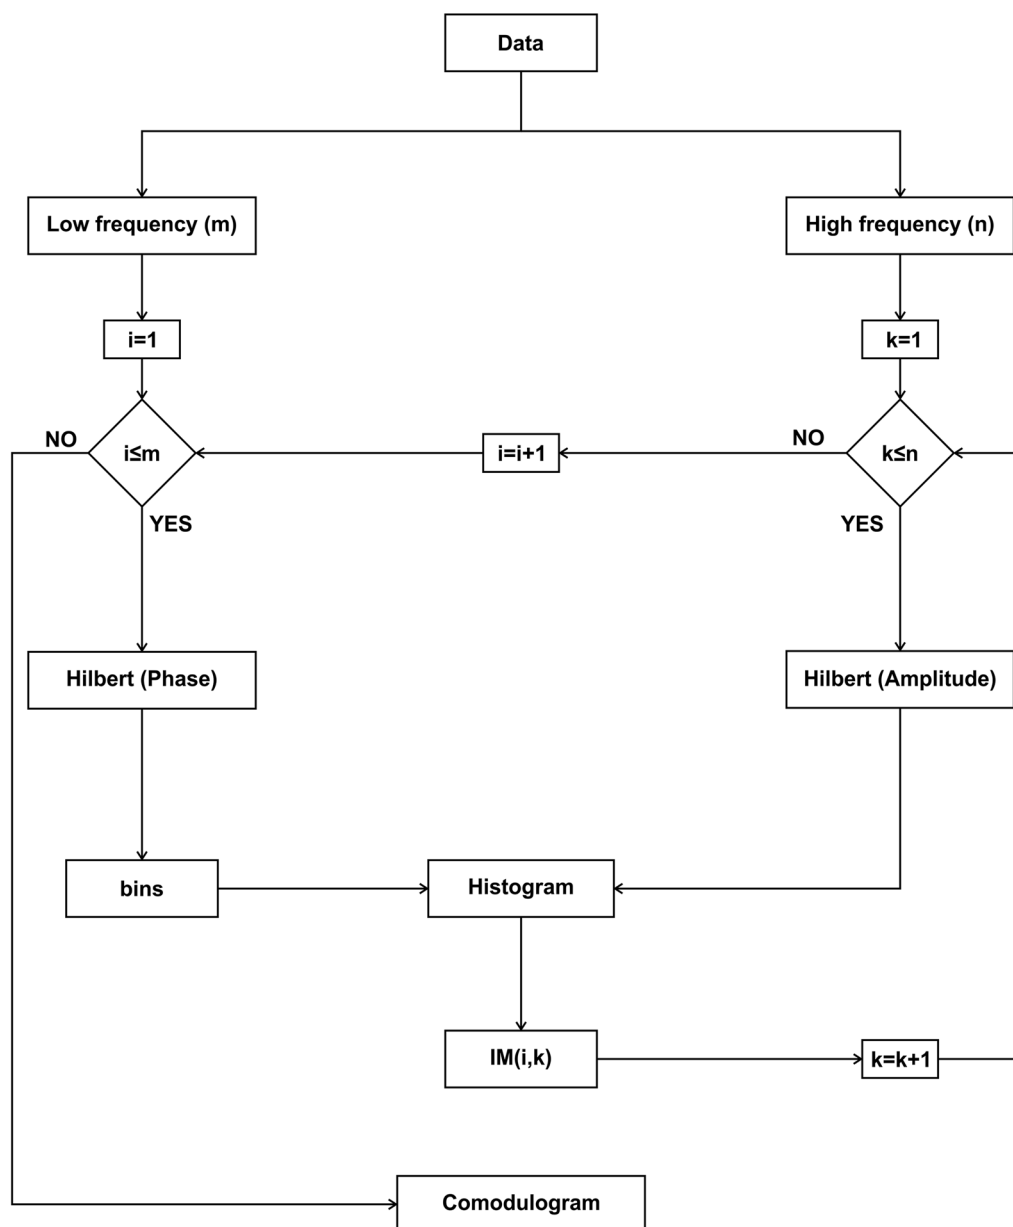 Data
Low frequency (m)
High frequency (n)
i=1
k=1
NO
i≤m
i=i+1
NO
k≤n
YES
YES
Hilbert (Phase)
Hilbert (Amplitude)
bins
Histogram
IM(i,k)
k=k+1
Comodulogram